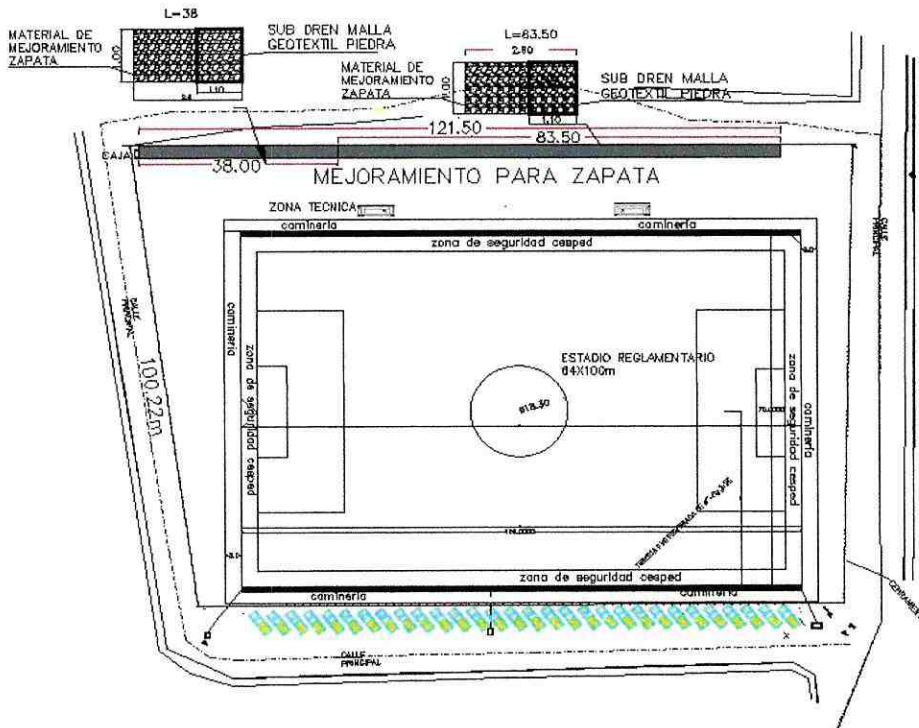 L=38
MATERIAL DE
MEJORAMIENTO
ZAPATA
1.00
SUB DREN MALLA
GEOTEXTIL PIEDRA
1.10
L=83.50
2.80
MATERIAL DE
MEJORAMIENTO
ZAPATA
1.00
SUB DREN MALLA
GEOTEXTIL PIEDRA
1.10
121.50
83.50
CAJA
38.00
MEJORAMIENTO PARA ZAPATA
ZONA TECNICA
camineria
camineria
zona de seguridad cesped
CALLE
PRINCIPAL
CALLE
PRINCIPAL
100.22m
camineria
zona de seguridad cesped
ESTADIO REGLAMENTARIO
64X100m
ø18.30
zona de seguridad cesped
camineria
zona de seguridad cesped
camineria
camineria
CALLE
PRINCIPAL